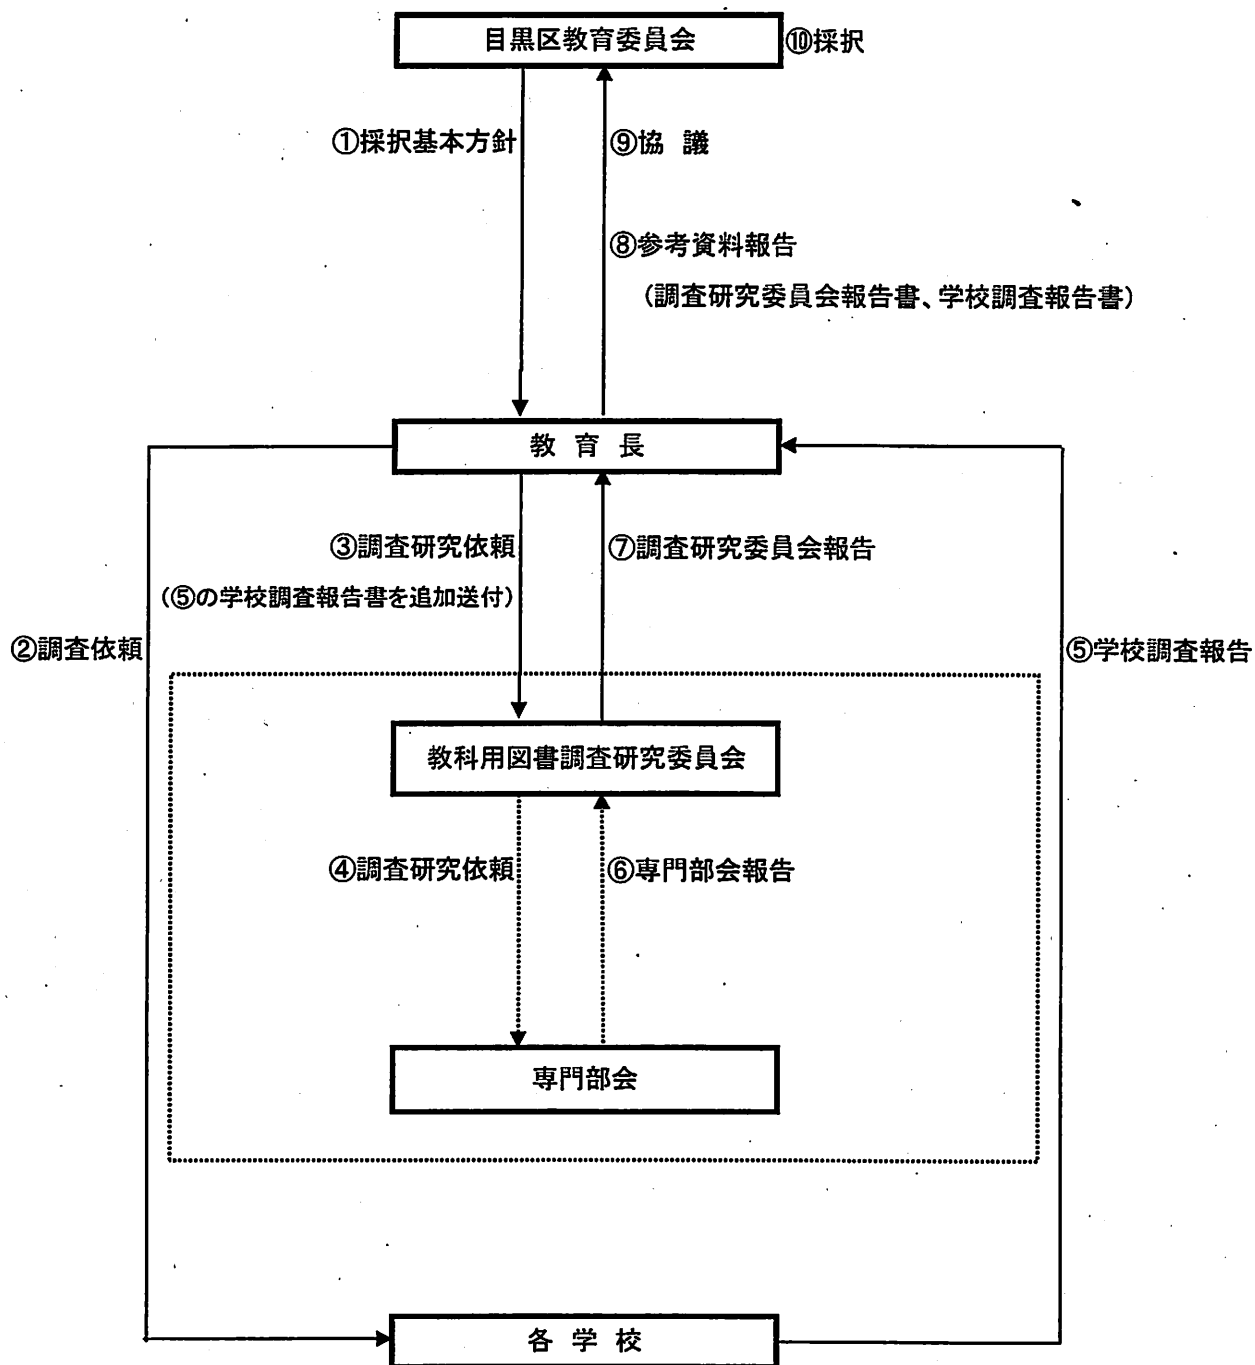 目黒区教育委員会 ⑩採択
①採択基本方針 ⑨協 議
⑧参考資料報告
(調査研究委員会報告書、学校調査報告書)
教 育 長
③調査研究依頼 ⑦調査研究委員会報告
(⑤の学校調査報告書を追加送付)
②調査依頼 ⑤学校調査報告
教科用図書調査研究委員会
④調査研究依頼 ⑥専門部会報告
専門部会
各 学 校